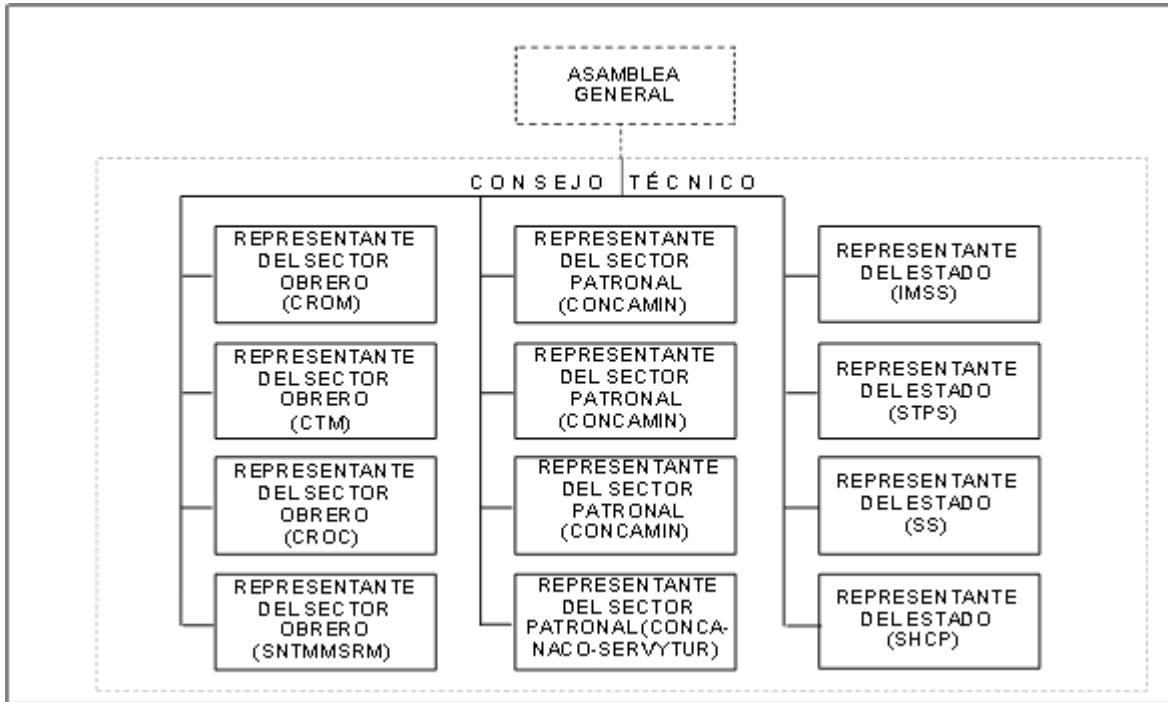 ASAMBLEA
GENERAL
CONSEJO TÉCNICO
REPRESENTANTE
DEL SECTOR
OBRERO
(CROM)
REPRESENTANTE
DEL SECTOR
OBRERO
(CTM)
REPRESENTANTE
DEL SECTOR
OBRERO
(CROC)
REPRESENTANTE
DEL SECTOR
OBRERO
(SNTMMSRM)
REPRESENTANTE
DEL SECTOR
PATRONAL
(CONCAMIN)
REPRESENTANTE
DEL SECTOR
PATRONAL
(CONCAMIN)
REPRESENTANTE
DEL SECTOR
PATRONAL
(CONCAMIN)
REPRESENTANTE
DEL SECTOR
PATRONAL(CONCA-
NACO-SERVYTUR)
REPRESENTANTE
DEL ESTADO
(IMSS)
REPRESENTANTE
DEL ESTADO
(STPS)
REPRESENTANTE
DEL ESTADO
(SS)
REPRESENTANTE
DEL ESTADO
(SHCP)